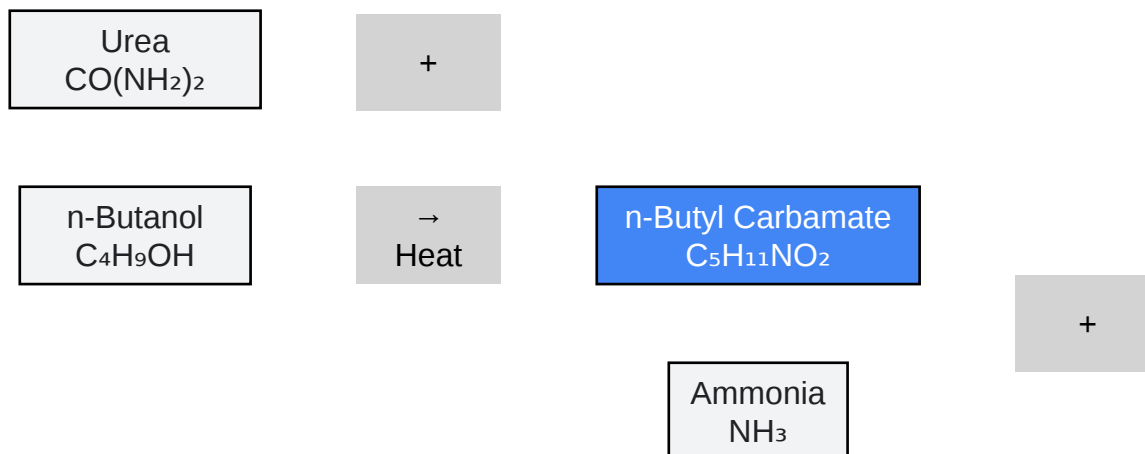 Urea
CO(NH₂)₂
+
n-Butanol
C₄H₉OH
→
Heat
n-Butyl Carbamate
C₅H₁₁NO₂
+
Ammonia
NH₃